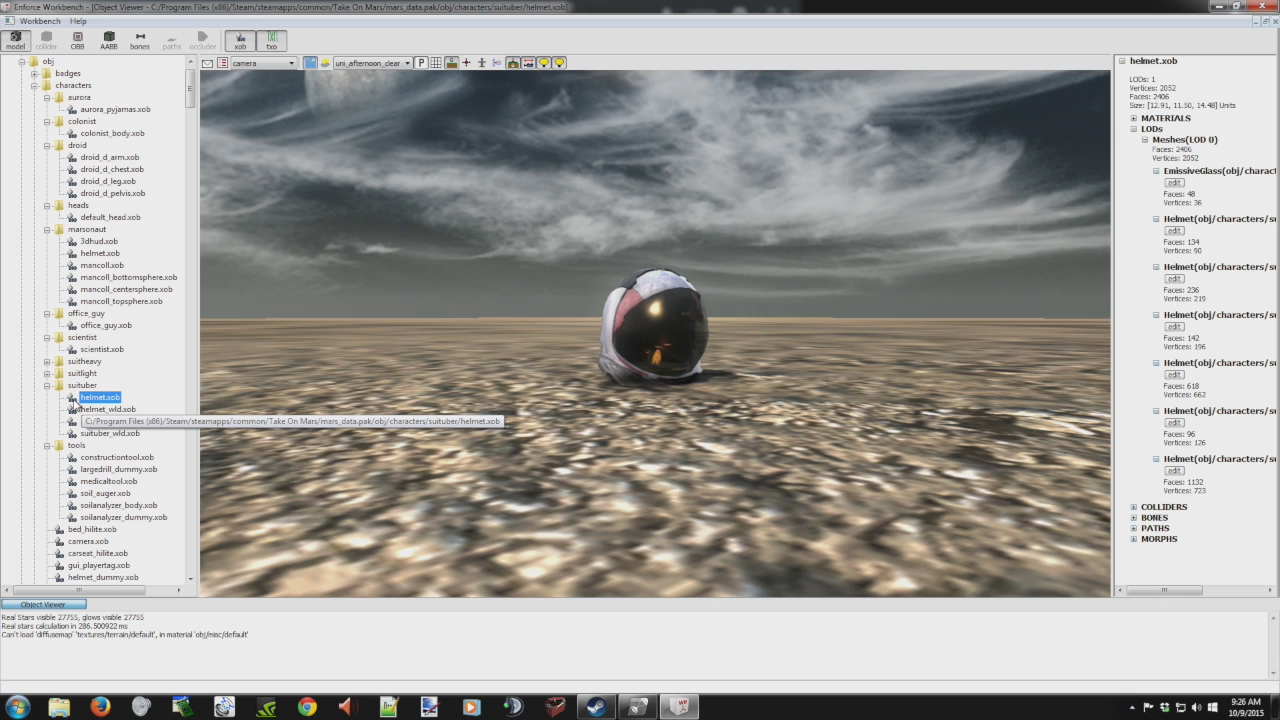 Enforce Workbench - [Object Viewer - C:/Program Files (x86)/Steam/steamapps/common/Take On Mars/mars_data.pak/obj/characters/suituber/helmet.xob]
Workbench Help
model collider OBB AABB bones paths occluder xob txo
camera uni_afternoon_clear P
obj
badges
characters
aurora
aurora_pyjamas.xob
colonist
colonist_body.xob
droid
droid_d_arm.xob
droid_d_chest.xob
droid_d_leg.xob
droid_d_pelvis.xob
heads
default_head.xob
marsonaut
3dhud.xob
helmet.xob
mancoll.xob
mancoll_bottomsphere.xob
mancoll_centersphere.xob
mancoll_topsphere.xob
office_guy
office_guy.xob
scientist
scientist.xob
suitheavy
suitlight
suituber
helmet.xob
helmet_wld.xob
C:/Program Files (x86)/Steam/steamapps/common/Take On Mars/mars_data.pak/obj/characters/suituber/helmet.xob
suituber_wld.xob
tools
constructiontool.xob
largedrill_dummy.xob
medicaltool.xob
soil_auger.xob
soilanalyzer_body.xob
soilanalyzer_dummy.xob
bed_hilite.xob
camera.xob
carseat_hilite.xob
gui_playertag.xob
helmet_dummy.xob
helmet.xob
LODs: 1
Vertices: 2052
Faces: 2406
Size: [12.91, 11.50, 14.48] Units
MATERIALS
LODs
Meshes(LOD 0)
Faces: 2406
Vertices: 2052
EmissiveGlass(obj/charact
edit
Faces: 48
Vertices: 36
Helmet(obj/characters/su
edit
Faces: 134
Vertices: 90
Helmet(obj/characters/su
edit
Faces: 236
Vertices: 219
Helmet(obj/characters/su
edit
Faces: 142
Vertices: 196
Helmet(obj/characters/su
edit
Faces: 618
Vertices: 662
Helmet(obj/characters/su
edit
Faces: 96
Vertices: 126
Helmet(obj/characters/su
edit
Faces: 1132
Vertices: 723
COLLIDERS
BONES
PATHS
MORPHS
Object Viewer
Real Stars visible 27755, glows visible 27755
Real stars calculation in 286.500922 ms
Can't load 'diffusemap' 'textures/terrain/default', in material 'obj/misc/default'
9:26 AM
10/9/2015